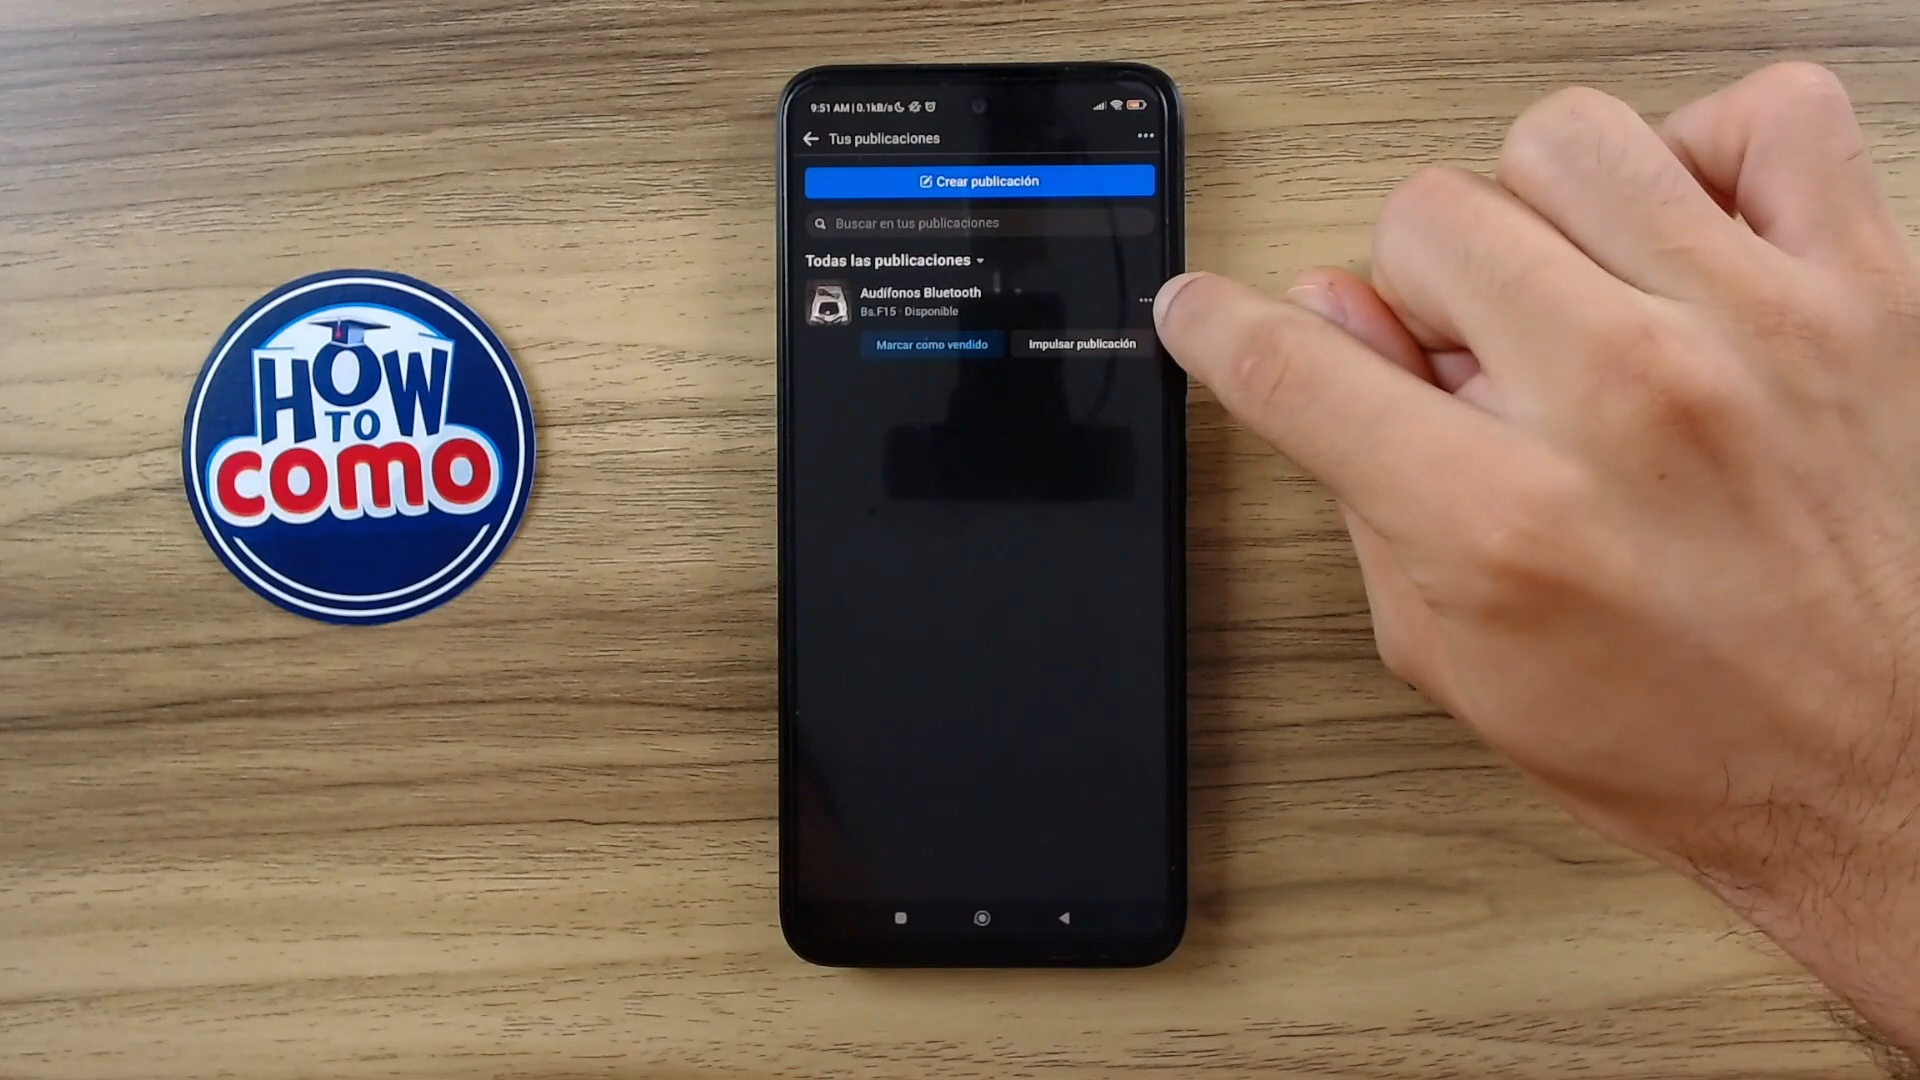 HOW
TO
COMO
9:51 AM | 0.1kB/s
Tus publicaciones
Crear publicación
Buscar en tus publicaciones
Todas las publicaciones
Audífonos Bluetooth
Bs.F15 · Disponible
Marcar como vendido
Impulsar publicación